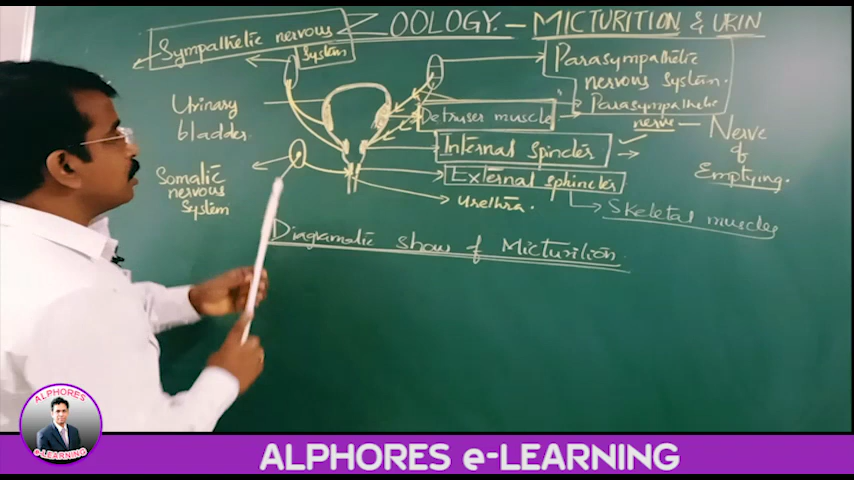 ZOOLOGY - MICTURITION & URIN
Sympathetic nervous
System
Parasympathetic
nervous System.
Parasympathetic
nerve
Nerve
of
Emptying.
Urinary
bladder
Detruser muscle
Internal spincter
External sphincter
Somatic
nervous
System
urethra.
Skeletal muscles
Diagramatic show of Micturition
ALPHORES
e-LEARNING
ALPHORES e-LEARNING